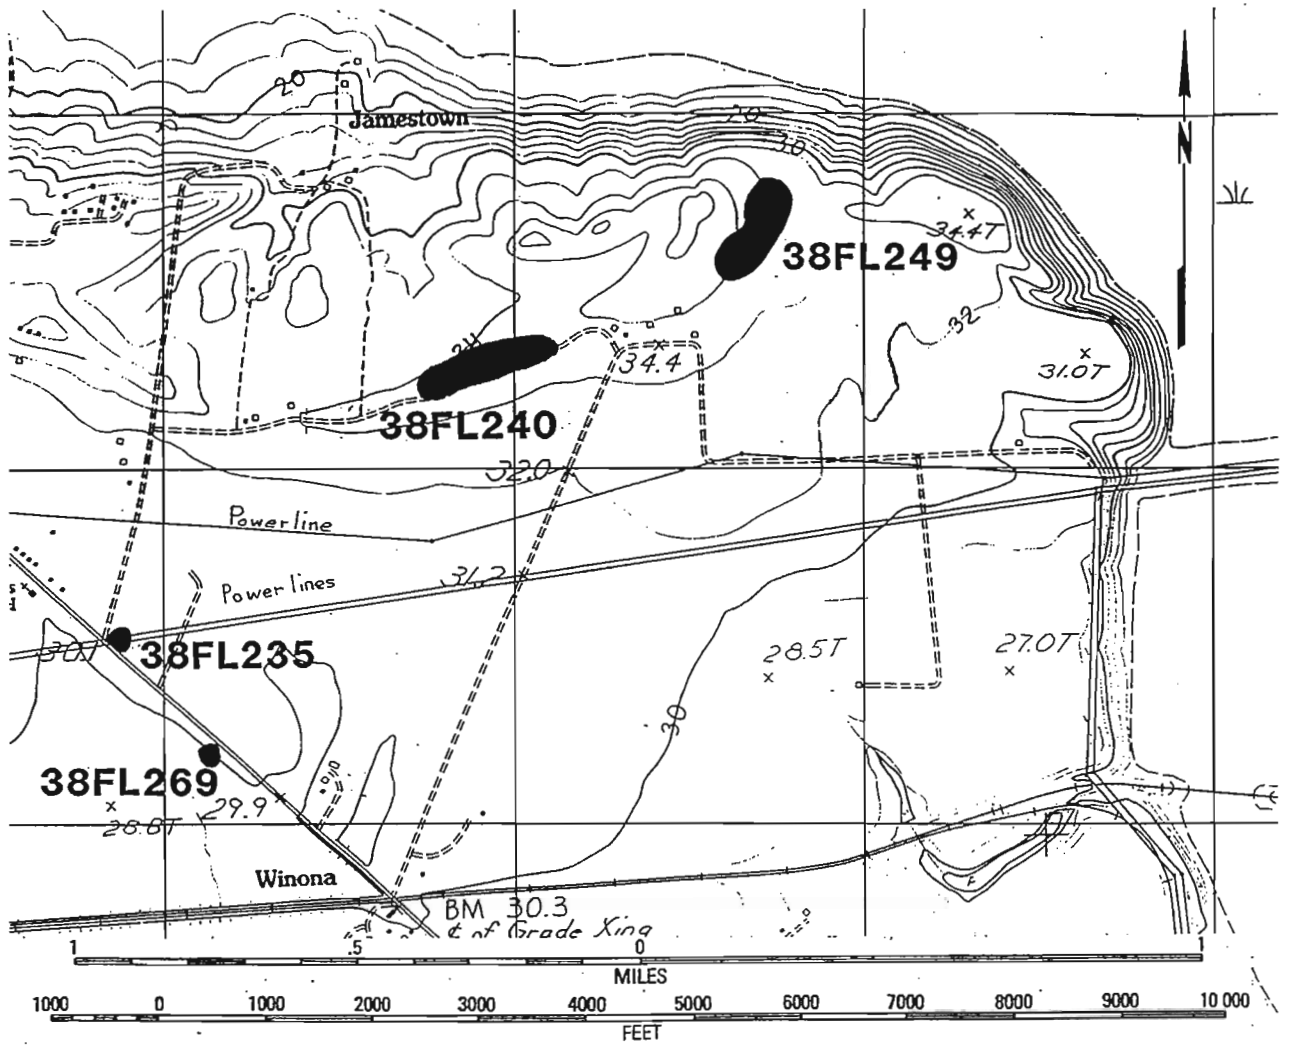 20
Jamestown
20
30
N
34.4T
38FL249
32
34.4
31.0T
38FL240
32.0
Powerline
31.2
Power lines
30.1
38FL235
28.5T
27.0T
30
38FL269
29.9
28.8T
Winona
BM 30.3
℄ of Grade Xing
1 .5 0 1
MILES
1000 0 1000 2000 3000 4000 5000 6000 7000 8000 9000 10 000
FEET